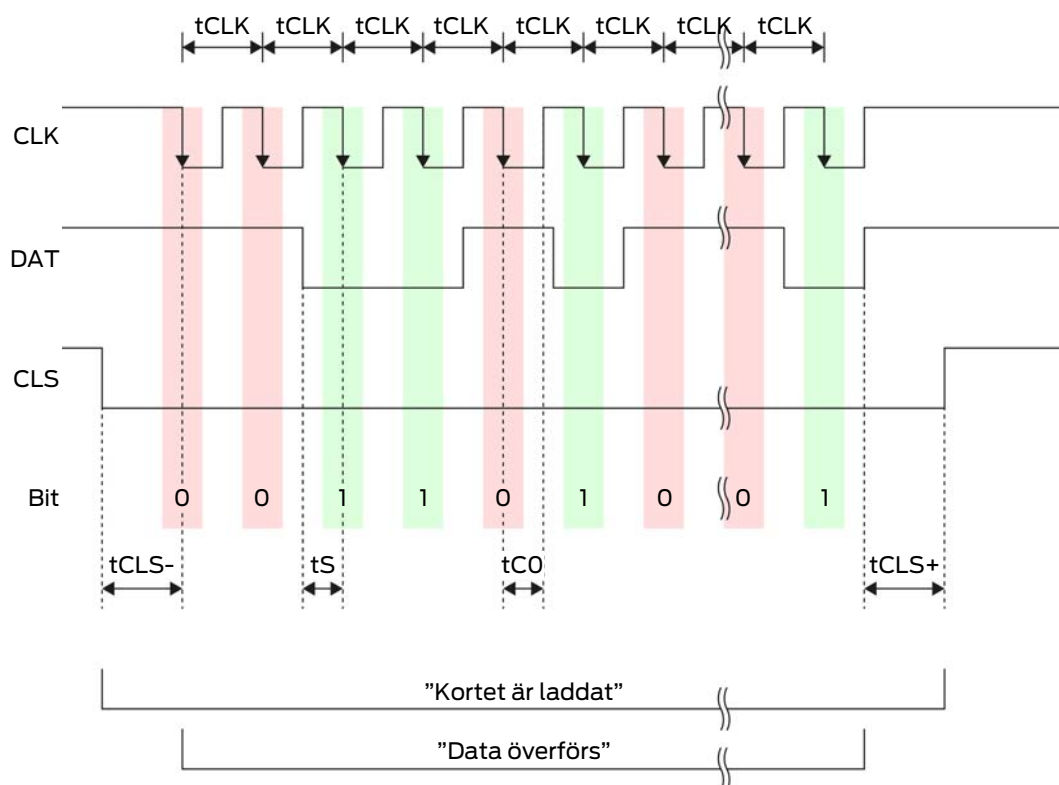 tCLK tCLK tCLK tCLK tCLK tCLK tCLK tCLK
CLK
DAT
CLS
Bit 0 0 1 1 0 1 0 0 1
tCLS- tS tC0 tCLS+
”Kortet är laddat”
”Data överförs”